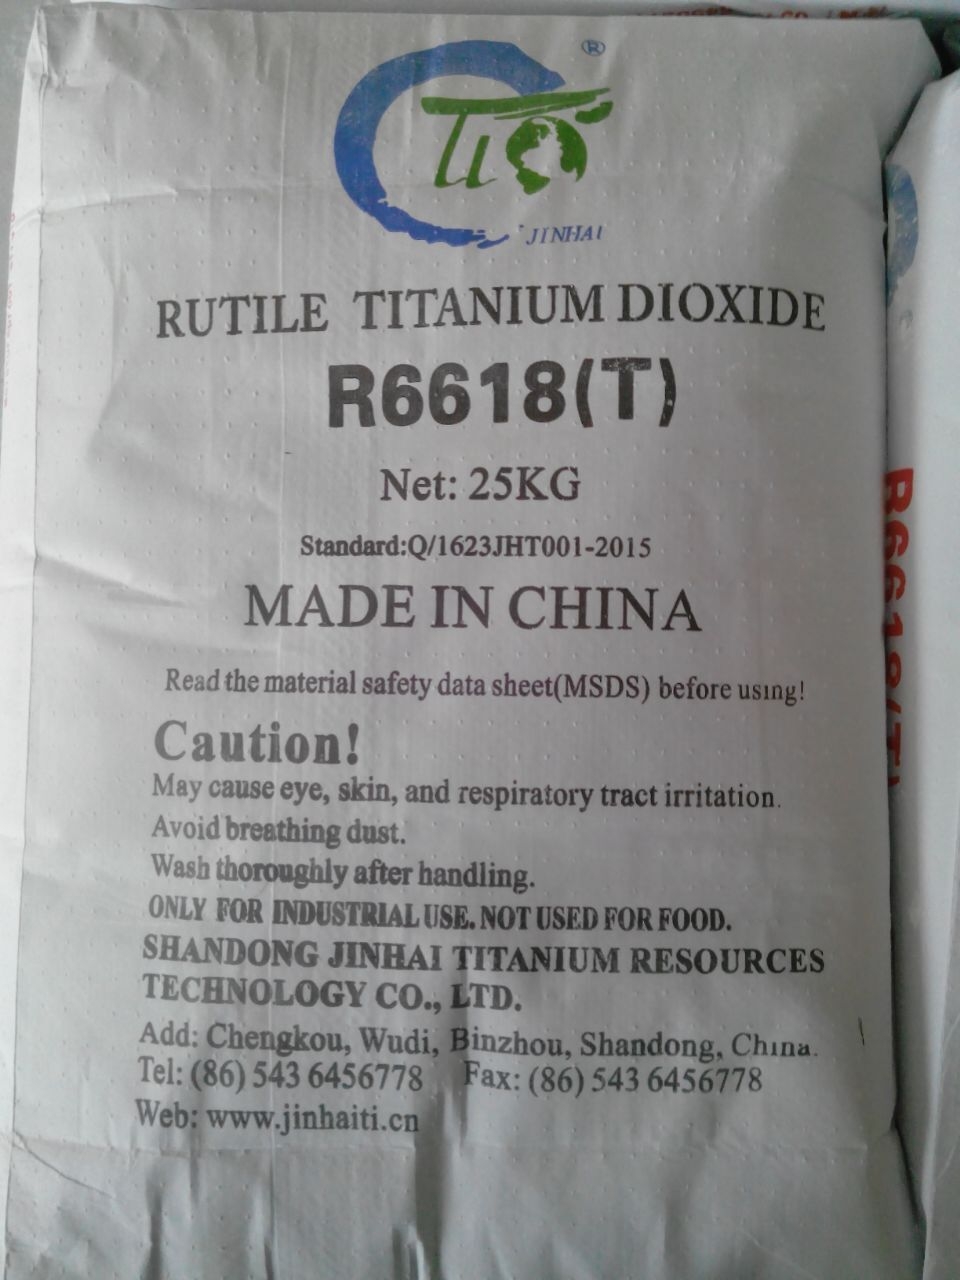 ®
TiO
JINHAI
RUTILE TITANIUM DIOXIDE
R6618(T)
Net: 25KG
Standard:Q/1623JHT001-2015
MADE IN CHINA
Read the material safety data sheet(MSDS) before using!
Caution!
May cause eye, skin, and respiratory tract irritation.
Avoid breathing dust.
Wash thoroughly after handling.
ONLY FOR INDUSTRIAL USE. NOT USED FOR FOOD.
SHANDONG JINHAI TITANIUM RESOURCES
TECHNOLOGY CO., LTD.
Add: Chengkou, Wudi, Binzhou, Shandong, China.
Tel: (86) 543 6456778 Fax: (86) 543 6456778
Web: www.jinhaiti.cn
R6618(T)